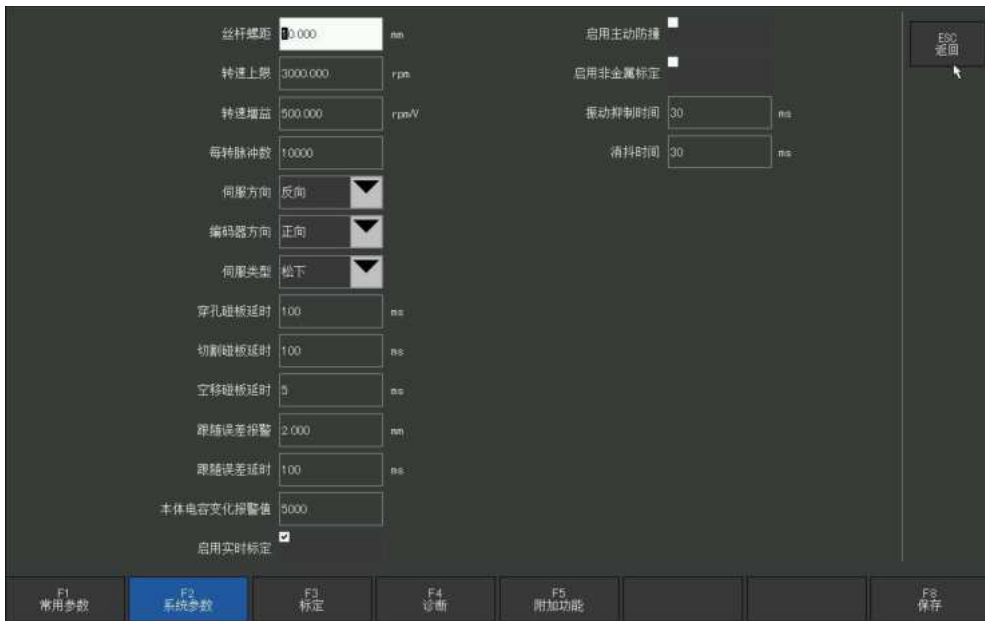 丝杆螺距 10.000 mm
转速上限 3000.000 rpm
转速增益 500.000 rpm/V
每转脉冲数 10000
伺服方向 反向
编码器方向 正向
伺服类型 松下
穿孔碰板延时 100 ms
切割碰板延时 100 ms
空移碰板延时 5 ms
跟随误差报警 2.000 mm
跟随误差延时 100 ms
本体电容变化报警值 5000
启用实时标定
启用主动防撞
启用非金属标定
振动抑制时间 30 ms
消抖时间 30 ms
ESC
返回
F1
常用参数
F2
系统参数
F3
标定
F4
诊断
F5
附加功能
F8
保存